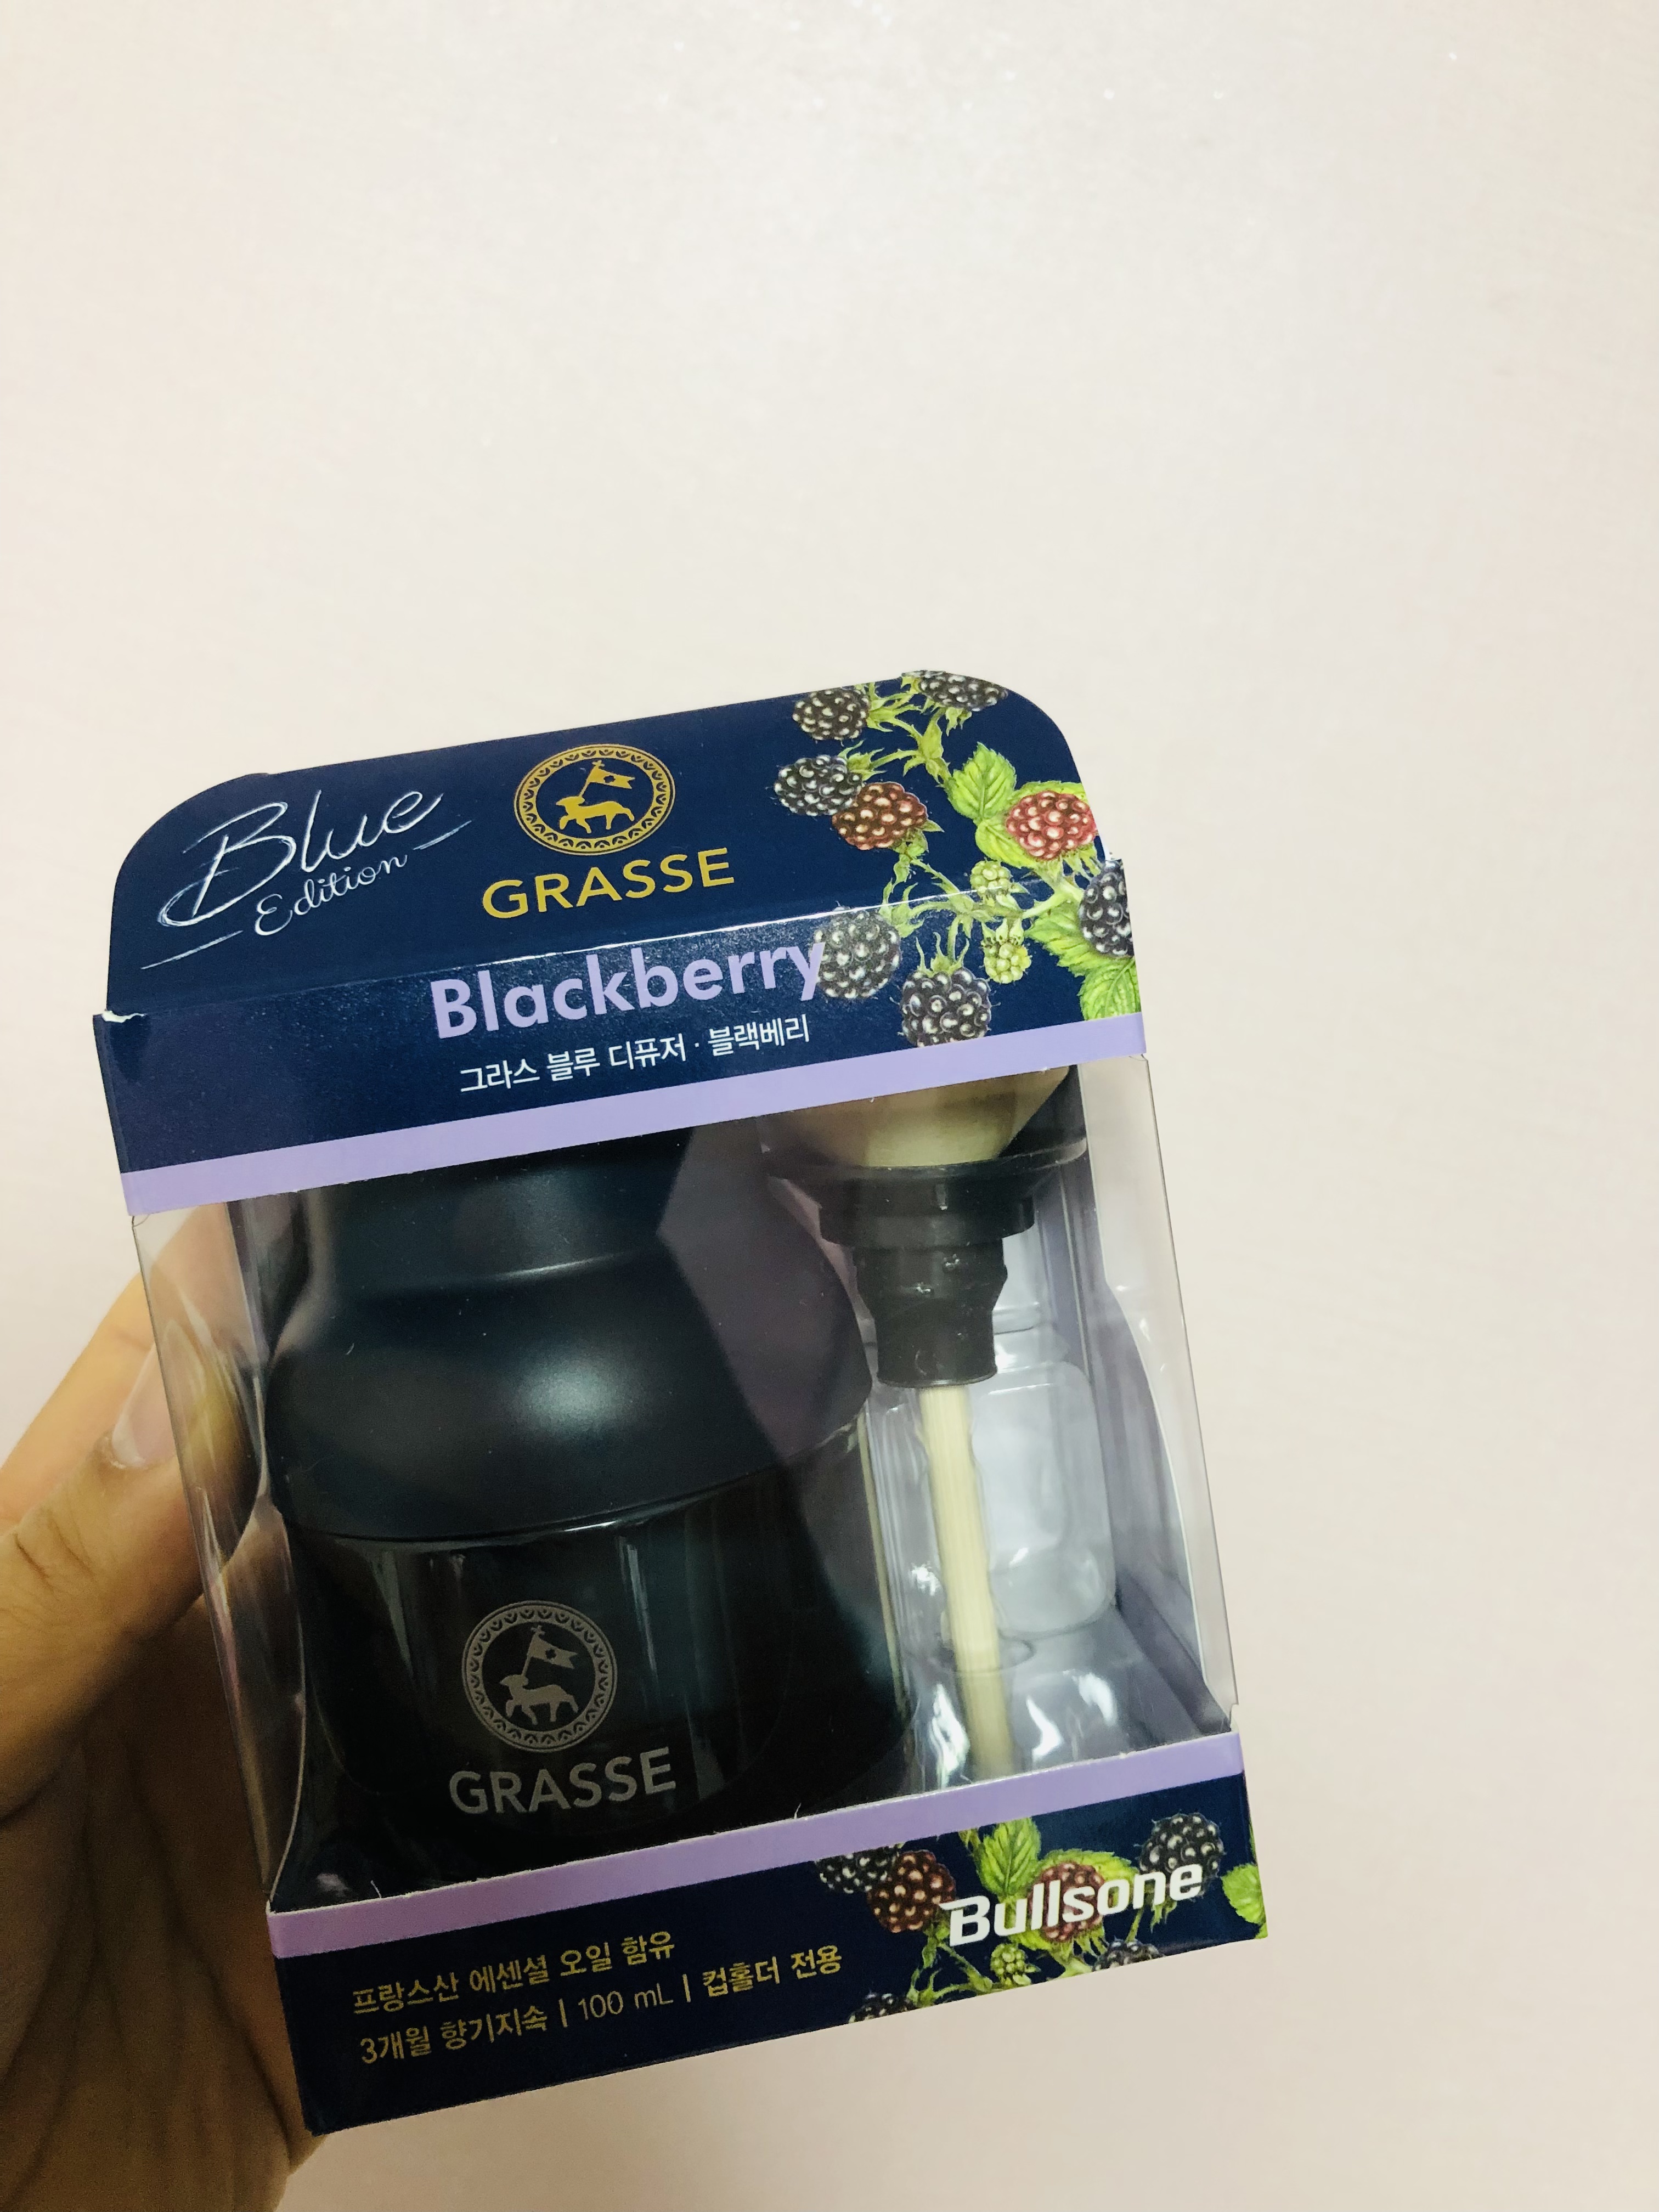 Blue
Edition
GRASSE
Blackberry
그라스 블루 디퓨저 · 블랙베리
GRASSE
Bullsone
프랑스산 에센셜 오일 함유
3개월 향기지속 | 100 mL | 컵홀더 전용